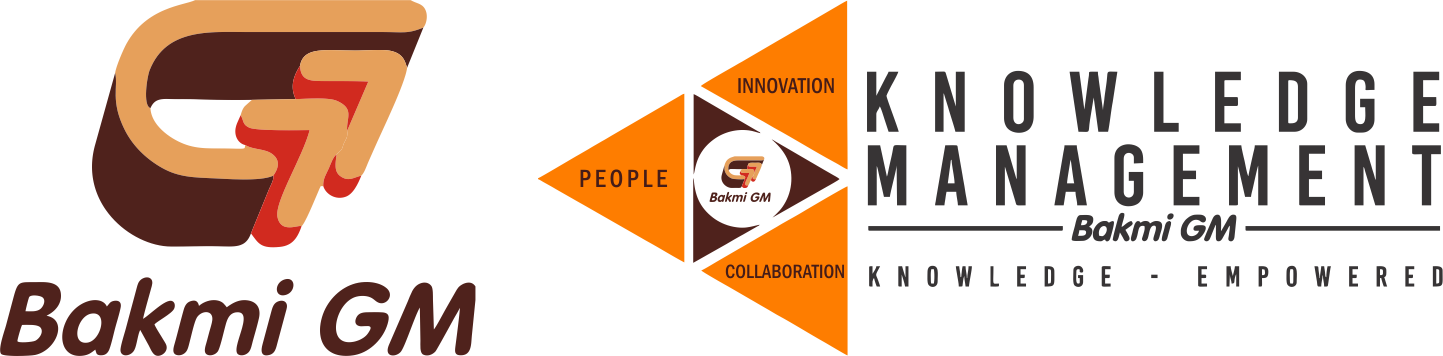 Bakmi GM
INNOVATION
PEOPLE
Bakmi GM
COLLABORATION
KNOWLEDGE
MANAGEMENT
Bakmi GM
KNOWLEDGE - EMPOWERED